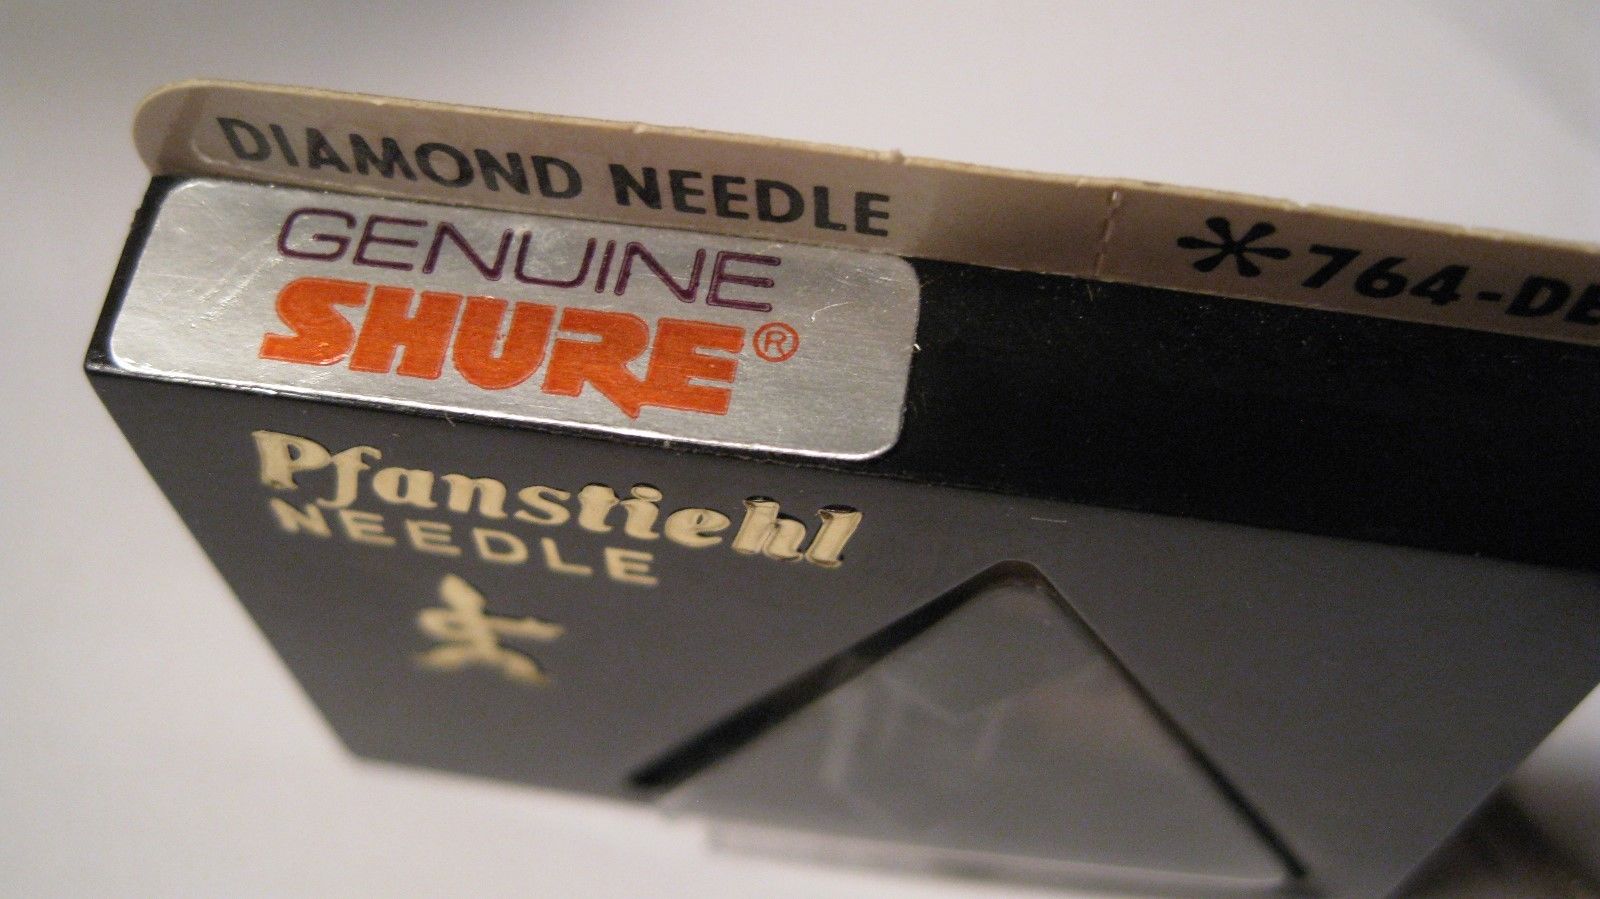 DIAMOND NEEDLE
*764-DE
GENUINE
SHURE®
Pfanstiehl
NEEDLE